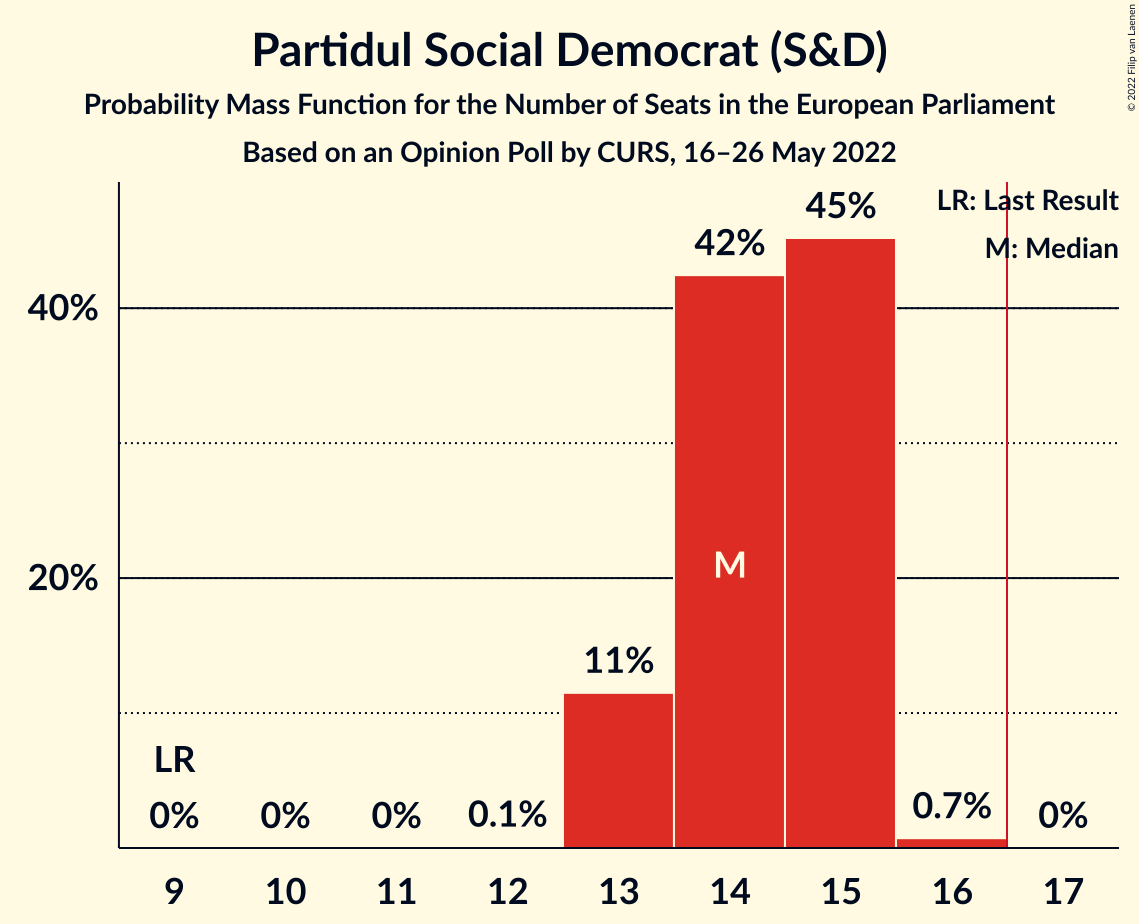 Partidul Social Democrat (S&D)
Probability Mass Function for the Number of Seats in the European Parliament
Based on an Opinion Poll by CURS, 16–26 May 2022
© 2022 Filip van Laenen
LR: Last Result
M: Median
45%
42%
40%
M
20%
11%
LR
0%
0%
0%
0.1%
0.7%
0%
9
10
11
12
13
14
15
16
17